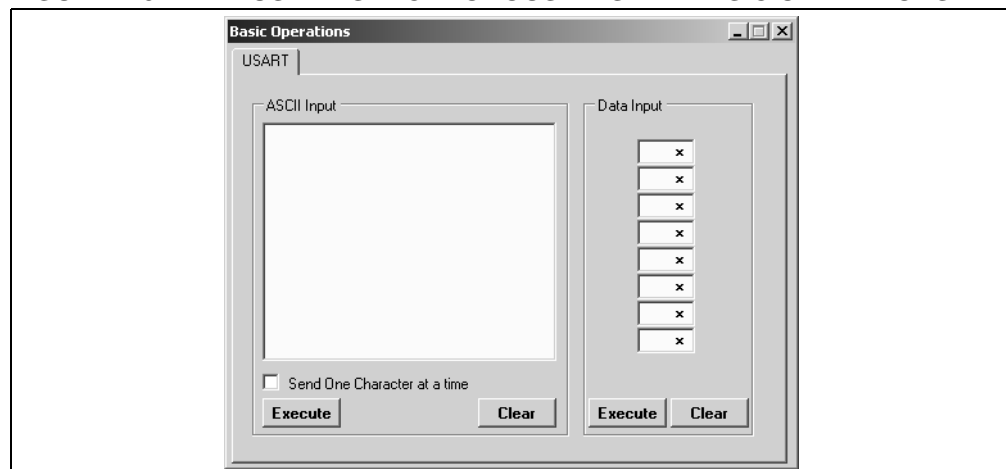 Basic Operations
USART
ASCII Input
Data Input
x
x
x
x
x
x
x
x
Send One Character at a time
Execute Clear Execute Clear